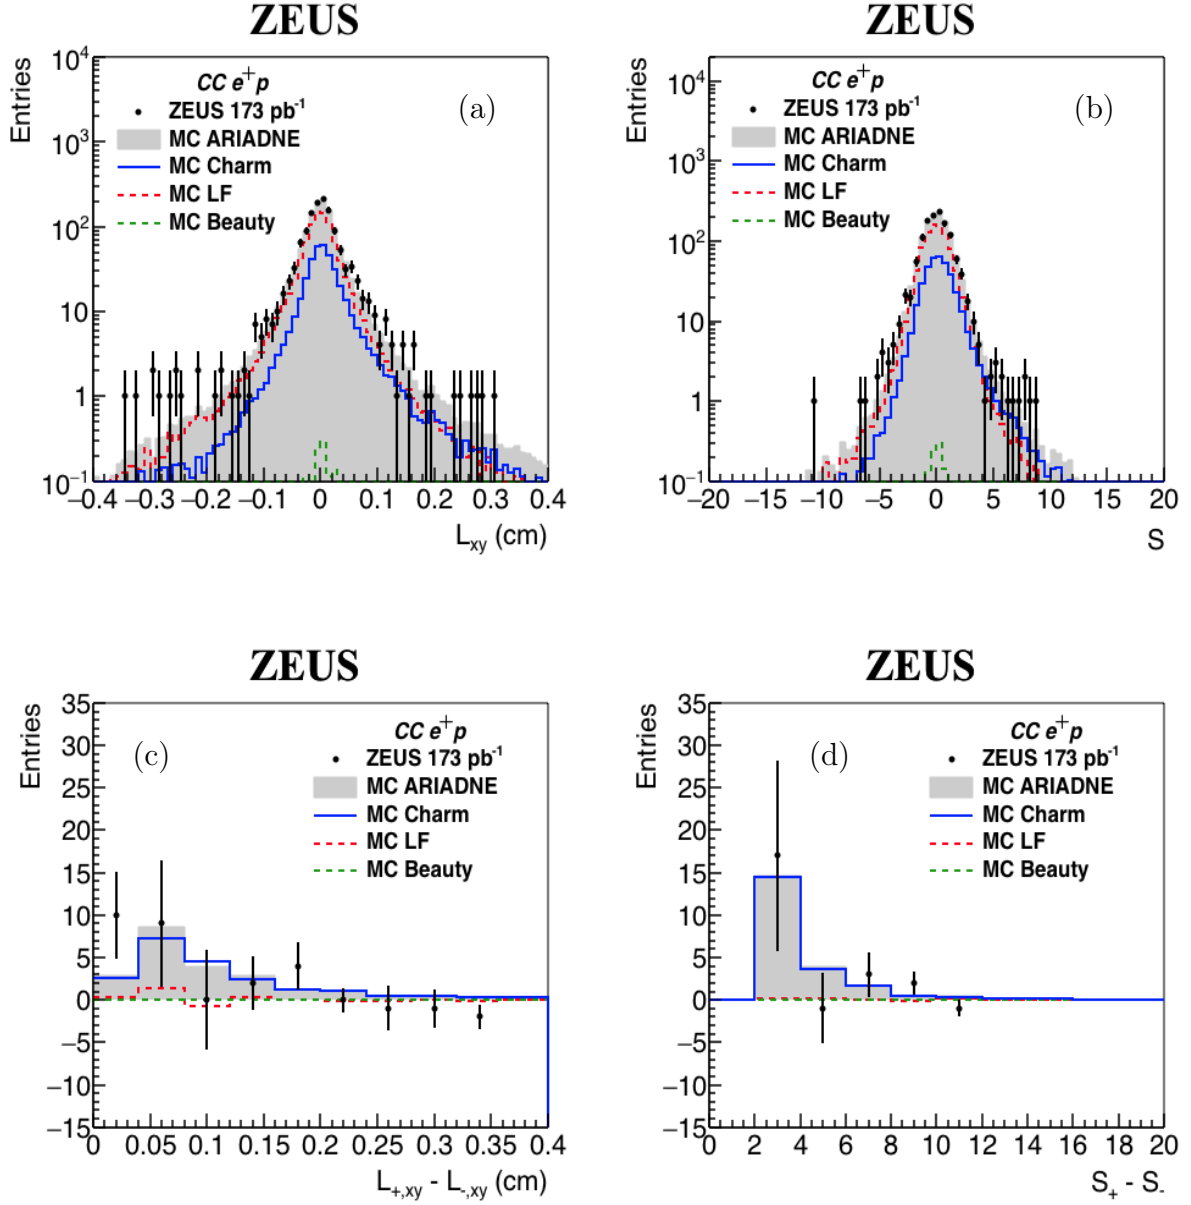 ZEUS
Entries
10⁴
10³
10²
10
1
10⁻¹
CC e⁺p
ZEUS 173 pb⁻¹
MC ARIADNE
MC Charm
MC LF
MC Beauty
(a)
−0.4 −0.3 −0.2 −0.1 0 0.1 0.2 0.3 0.4
L_xy (cm)
ZEUS
Entries
10⁴
10³
10²
10
1
10⁻¹
CC e⁺p
ZEUS 173 pb⁻¹
MC ARIADNE
MC Charm
MC LF
MC Beauty
(b)
−20 −15 −10 −5 0 5 10 15 20
S
ZEUS
Entries
35
30
25
20
15
10
5
0
−5
−10
−15
(c)
CC e⁺p
ZEUS 173 pb⁻¹
MC ARIADNE
MC Charm
MC LF
MC Beauty
0 0.05 0.1 0.15 0.2 0.25 0.3 0.35 0.4
L_+,xy - L_-,xy (cm)
ZEUS
Entries
35
30
25
20
15
10
5
0
−5
−10
−15
(d)
CC e⁺p
ZEUS 173 pb⁻¹
MC ARIADNE
MC Charm
MC LF
MC Beauty
0 2 4 6 8 10 12 14 16 18 20
S₊ - S₋